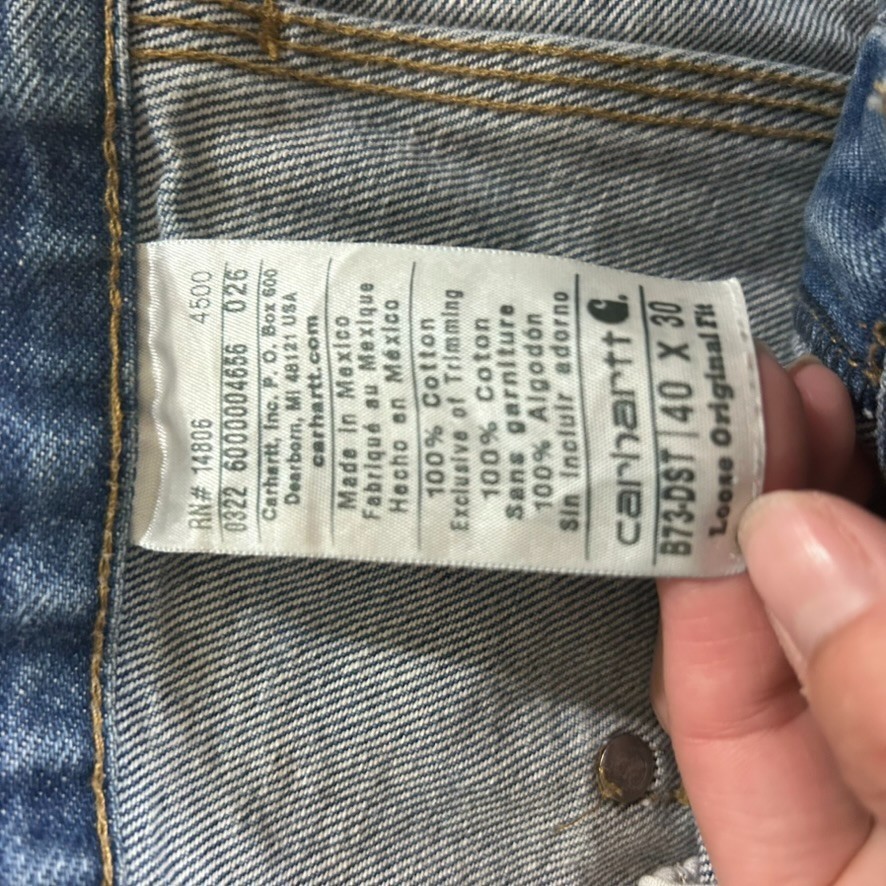 RN# 14806 4500
0322 6000004656 026
Carhartt, Inc. P. O. Box 600
Dearborn, MI 48121 USA
carhartt.com
Made in Mexico
Fabriqué au Mexique
Hecho en México
100% Cotton
Exclusive of Trimming
100% Coton
Sans garniture
100% Algodón
Sin incluir adorno
carhartt
B73-DST | 40 X 30
Loose Original Fit